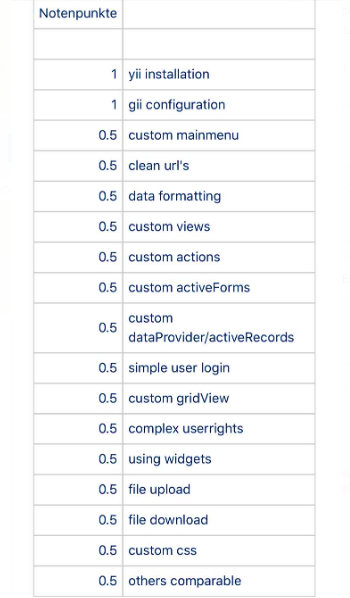 Notenpunkte
1 yii installation
1 gii configuration
0.5 custom mainmenu
0.5 clean url's
0.5 data formatting
0.5 custom views
0.5 custom actions
0.5 custom activeForms
0.5 custom
dataProvider/activeRecords
0.5 simple user login
0.5 custom gridView
0.5 complex userrights
0.5 using widgets
0.5 file upload
0.5 file download
0.5 custom css
0.5 others comparable